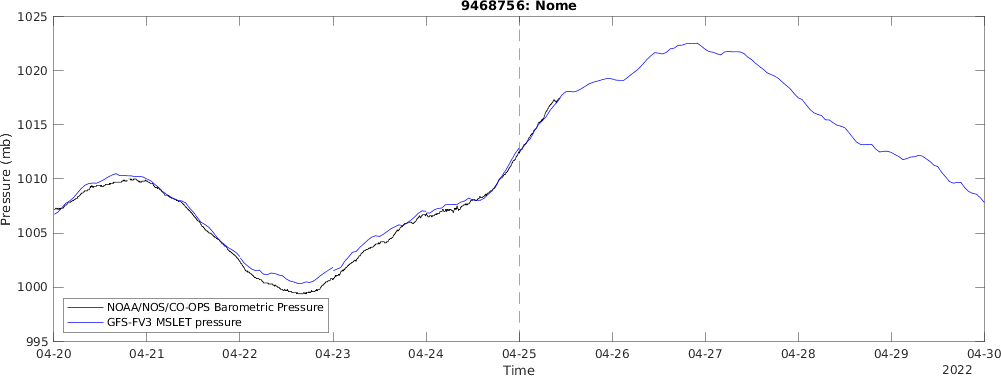 9468756: Nome
1025
1020
1015
1010
1005
1000
995
Pressure (mb)
NOAA/NOS/CO-OPS Barometric Pressure
GFS-FV3 MSLET pressure
04-20 04-21 04-22 04-23 04-24 04-25 04-26 04-27 04-28 04-29 04-30
Time
2022